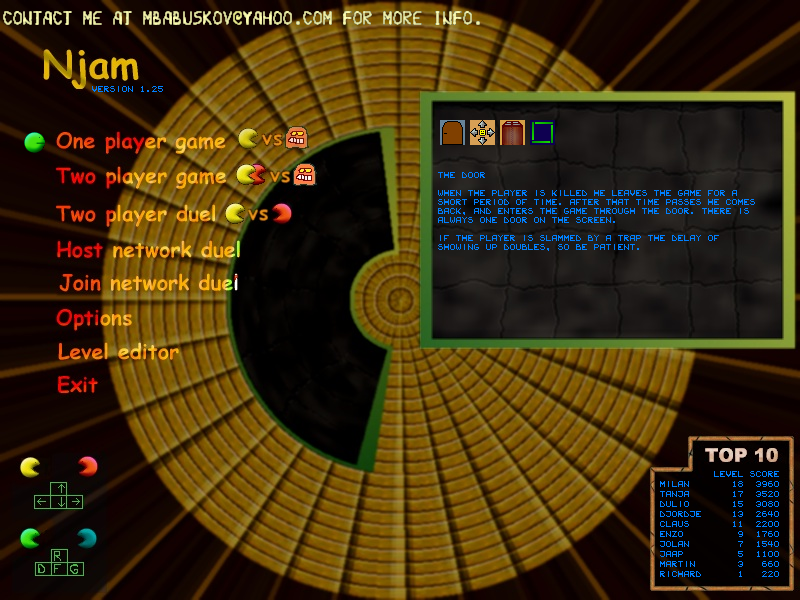 CONTACT ME AT MBABUSKOV@YAHOO.COM FOR MORE INFO.
Njam
VERSION 1.25
One player game vs
Two player game vs
Two player duel vs
Host network duel
Join network duel
Options
Level editor
Exit
THE DOOR
WHEN THE PLAYER IS KILLED HE LEAVES THE GAME FOR A
SHORT PERIOD OF TIME. AFTER THAT TIME PASSES HE COMES
BACK, AND ENTERS THE GAME THROUGH THE DOOR. THERE IS
ALWAYS ONE DOOR ON THE SCREEN.
IF THE PLAYER IS SLAMMED BY A TRAP THE DELAY OF
SHOWING UP DOUBLES, SO BE PATIENT.
R
D F G
TOP 10
LEVEL SCORE
MILAN 18 3960
TANJA 17 3520
DULIO 15 3080
DJORDJE 13 2640
CLAUS 11 2200
ENZO 9 1760
JOLAN 7 1540
JAAP 5 1100
MARTIN 3 660
RICHARD 1 220